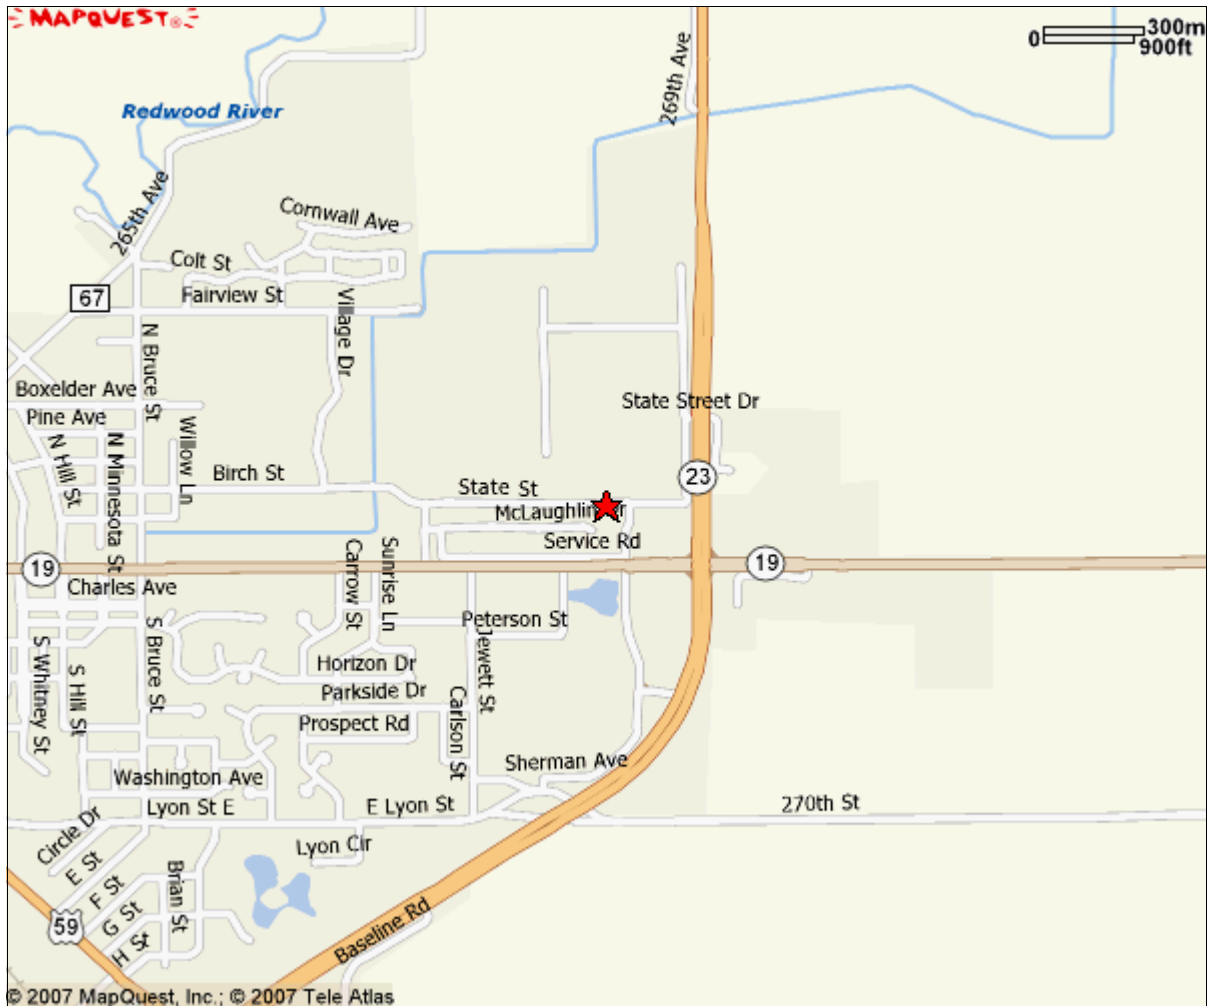 MAPQUEST®
300m
0
900ft
269th Ave
Redwood River
265th Ave
Cornwall Ave
Colt St
67
Fairview St
Village Dr
N Bruce St
Boxelder Ave
Pine Ave
State Street Dr
N Hill St
N Minnesota St
Willow Ln
Birch St
State St
23
McLaughlin Dr
Service Rd
19
19
Carrow St
Sunrise Ln
Charles Ave
Peterson St
S Bruce St
S Whitney St
S Hill St
Jewett St
Horizon Dr
Parkside Dr
Carlson St
Prospect Rd
Sherman Ave
Washington Ave
Lyon St E
E Lyon St
270th St
Circle Dr
Lyon Cir
E St
F St
Brian St
G St
59
H St
Baseline Rd
© 2007 MapQuest, Inc.; © 2007 Tele Atlas